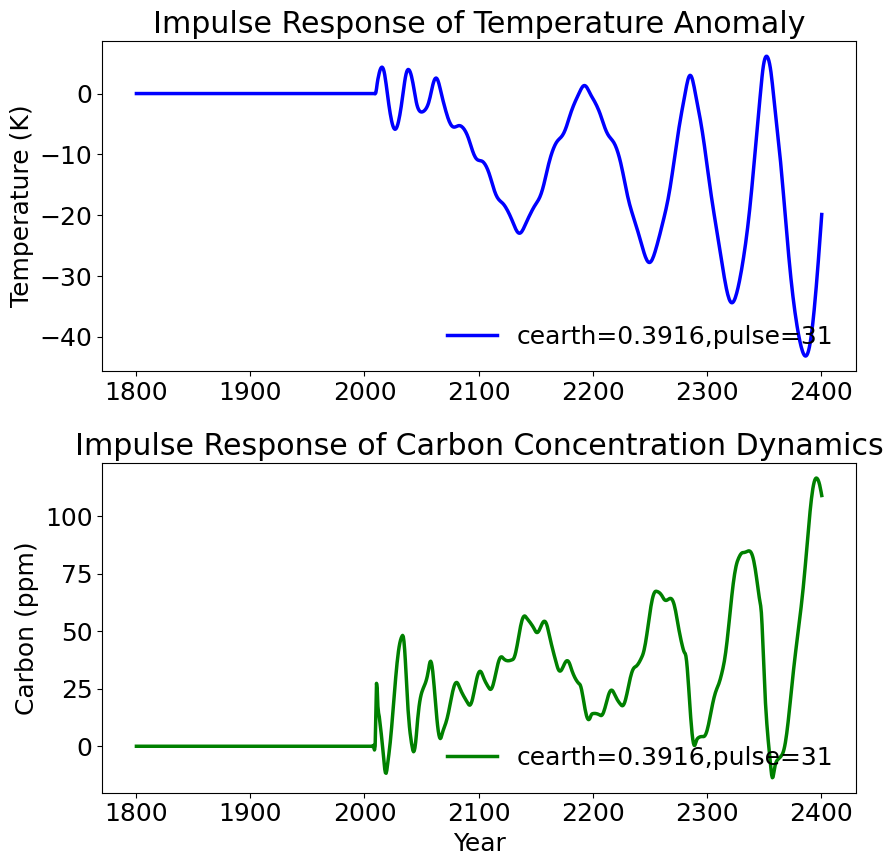 Impulse Response of Temperature Anomaly
Temperature (K)
0
−10
−20
−30
−40
cearth=0.3916,pulse=31
1800 1900 2000 2100 2200 2300 2400
Impulse Response of Carbon Concentration Dynamics
Carbon (ppm)
100
75
50
25
0
cearth=0.3916,pulse=31
1800 1900 2000 2100 2200 2300 2400
Year